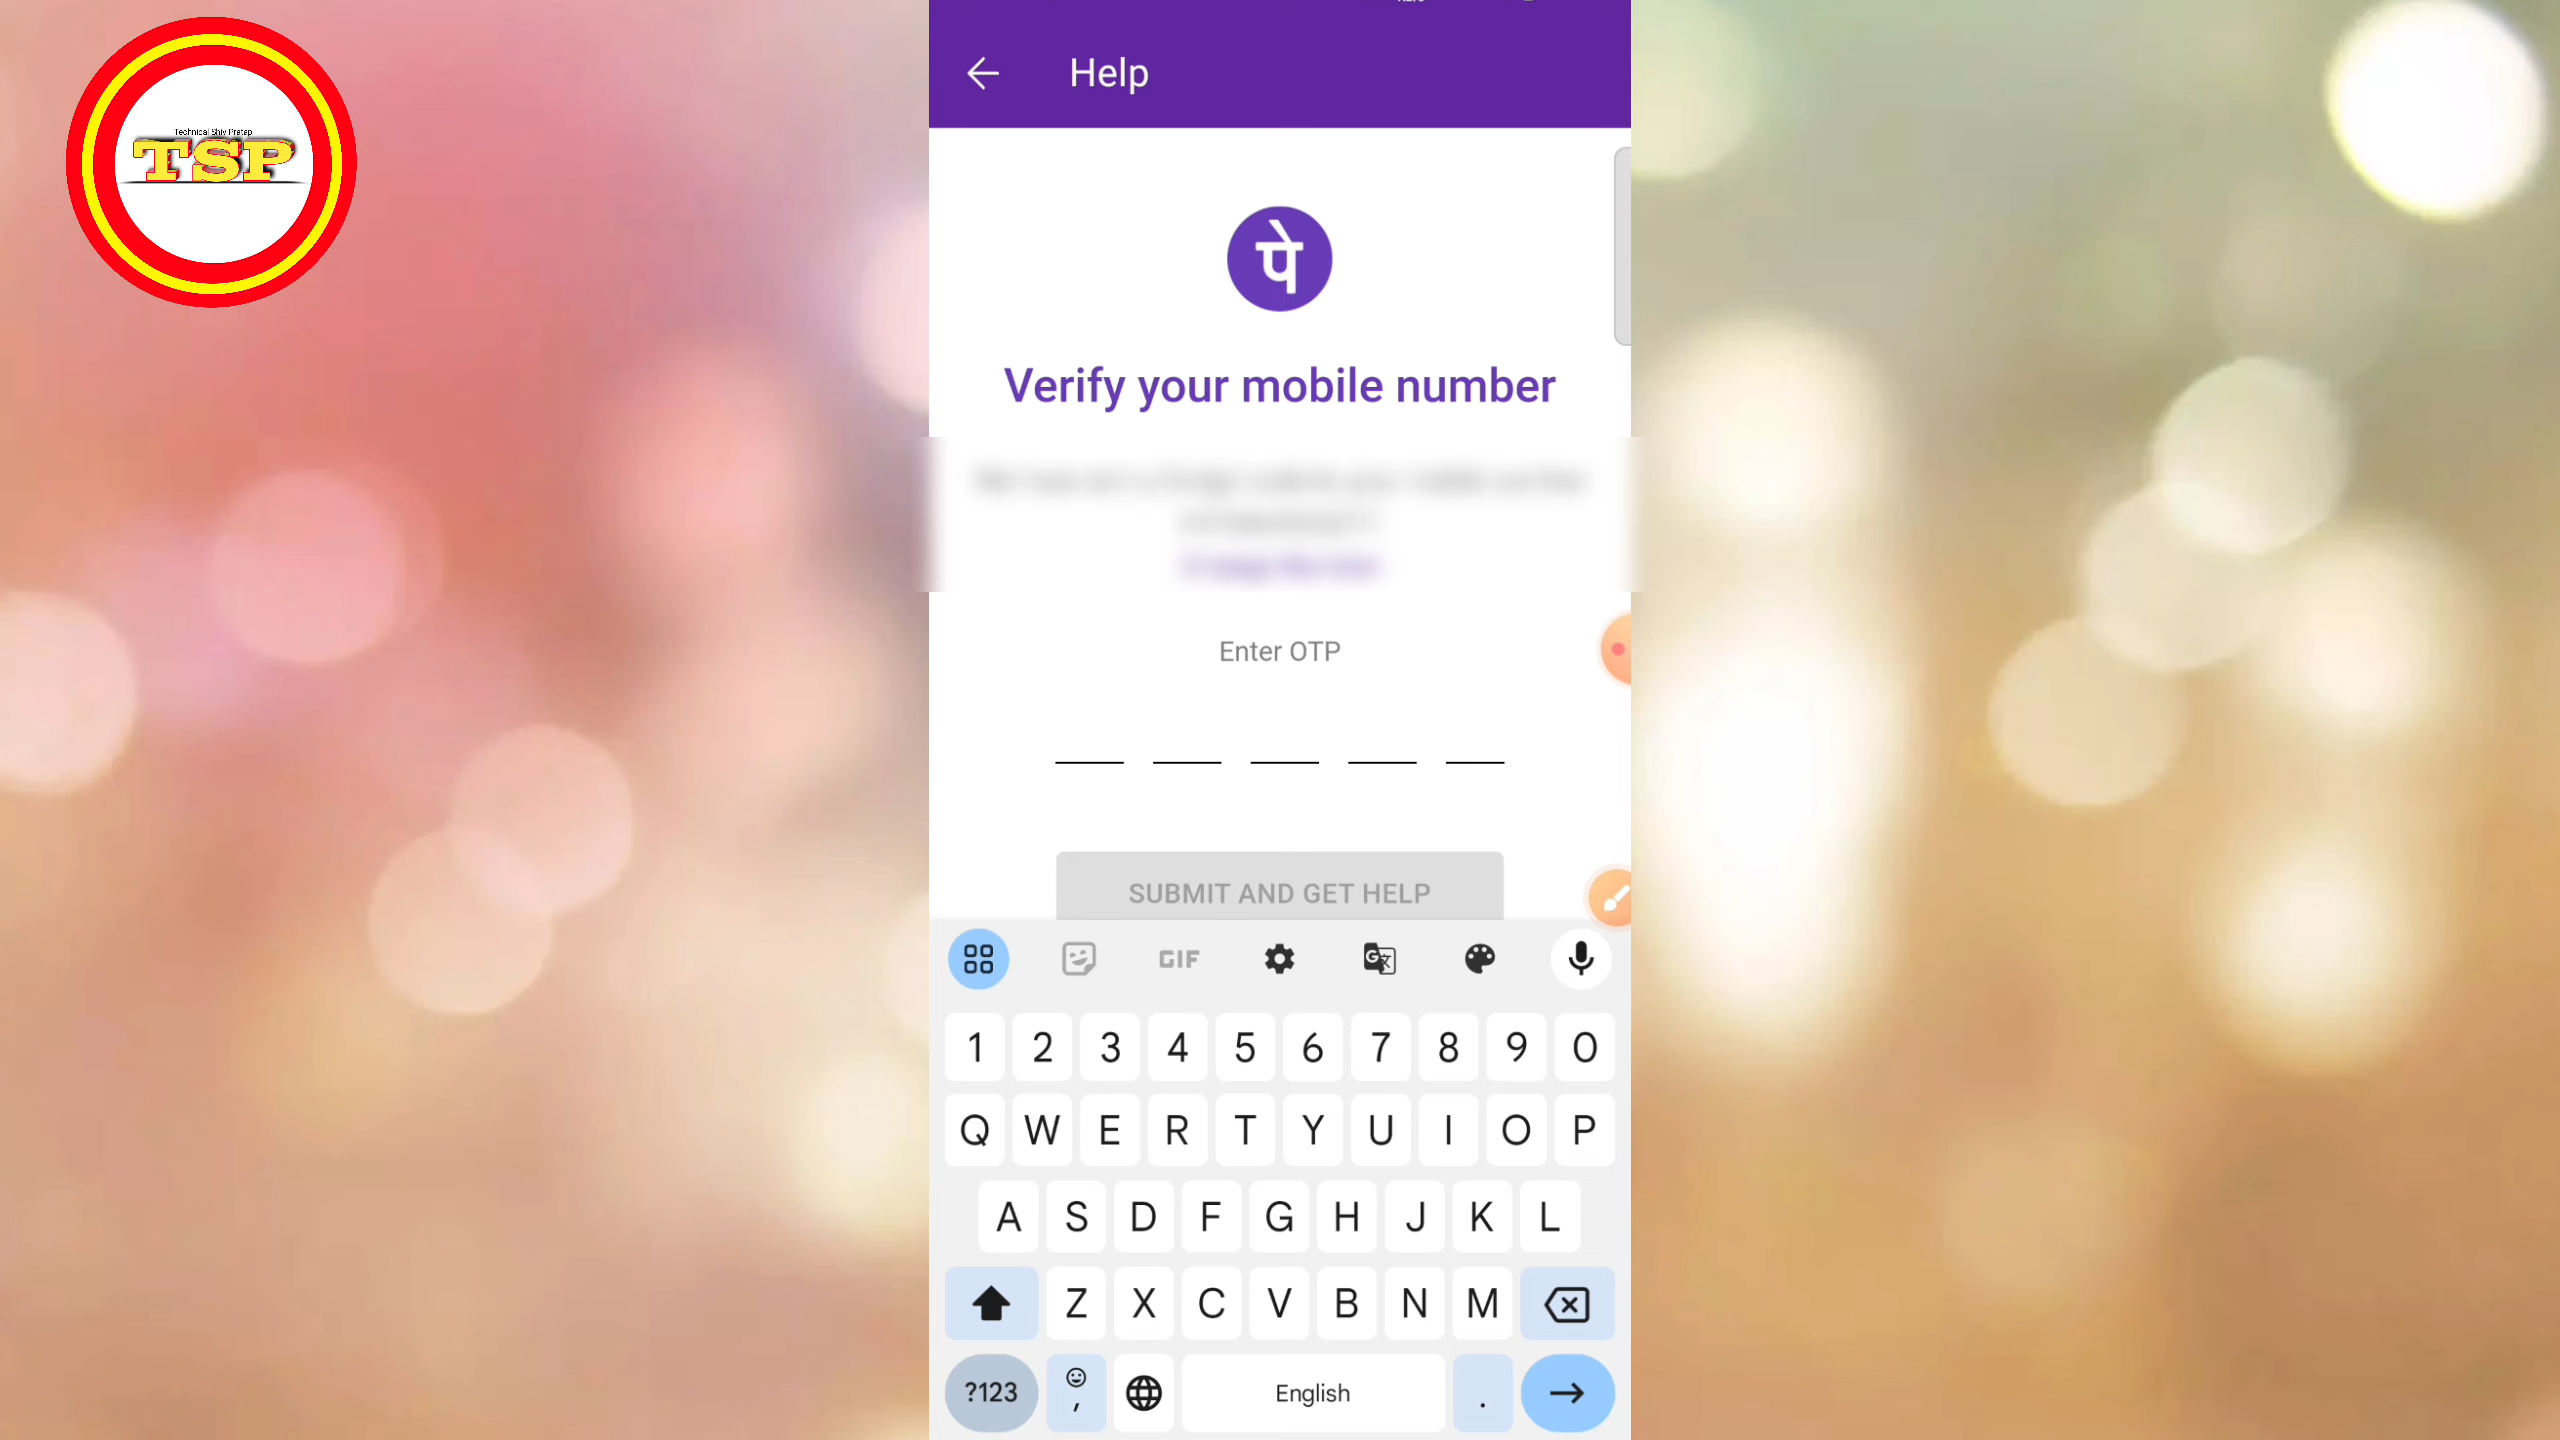 Technical Shiv Pratap
TSP
Help
पे
Verify your mobile number
Enter OTP
SUBMIT AND GET HELP
GIF
1 2 3 4 5 6 7 8 9 0
Q W E R T Y U I O P
A S D F G H J K L
Z X C V B N M
?123 , English .